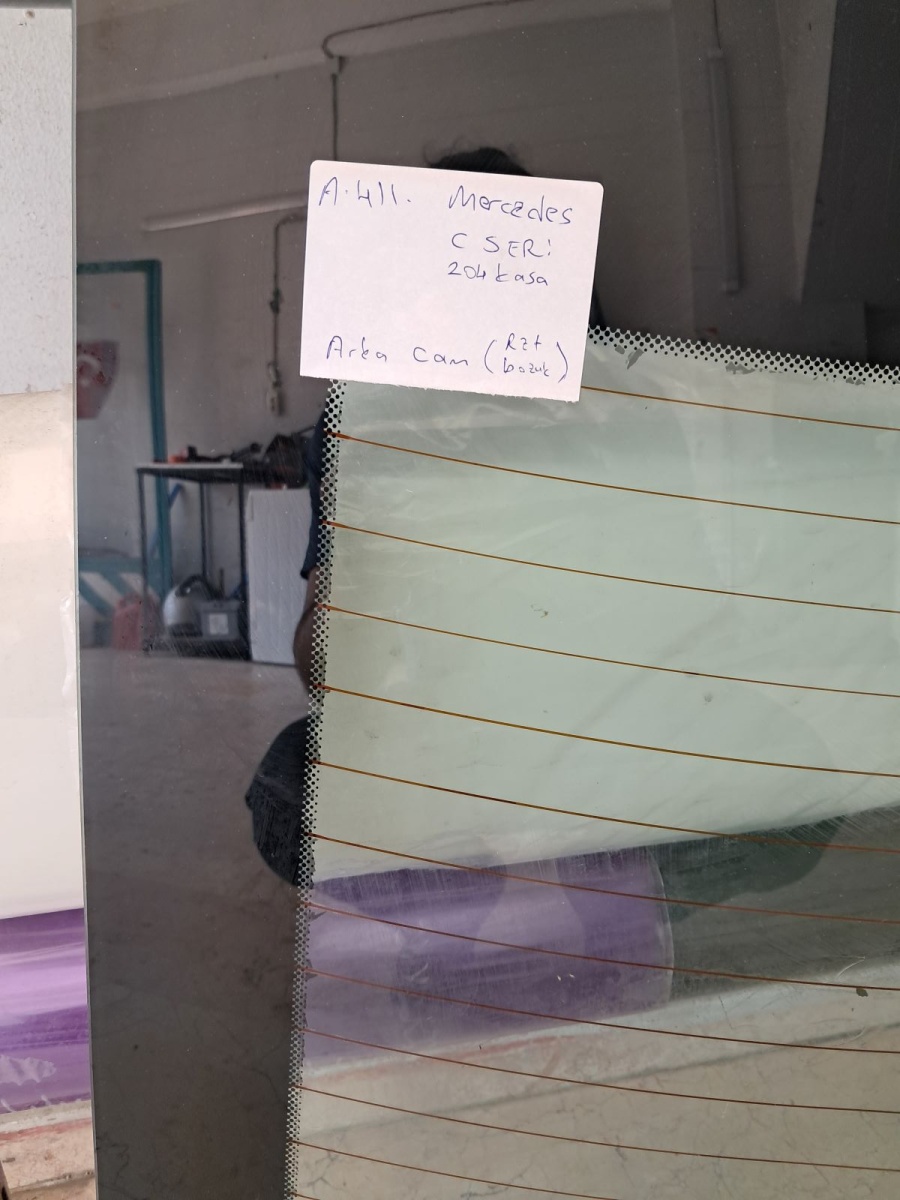 A.411. Mercedes
C SERİ
204 kasa
Arka Cam (Rzt
bozuk)